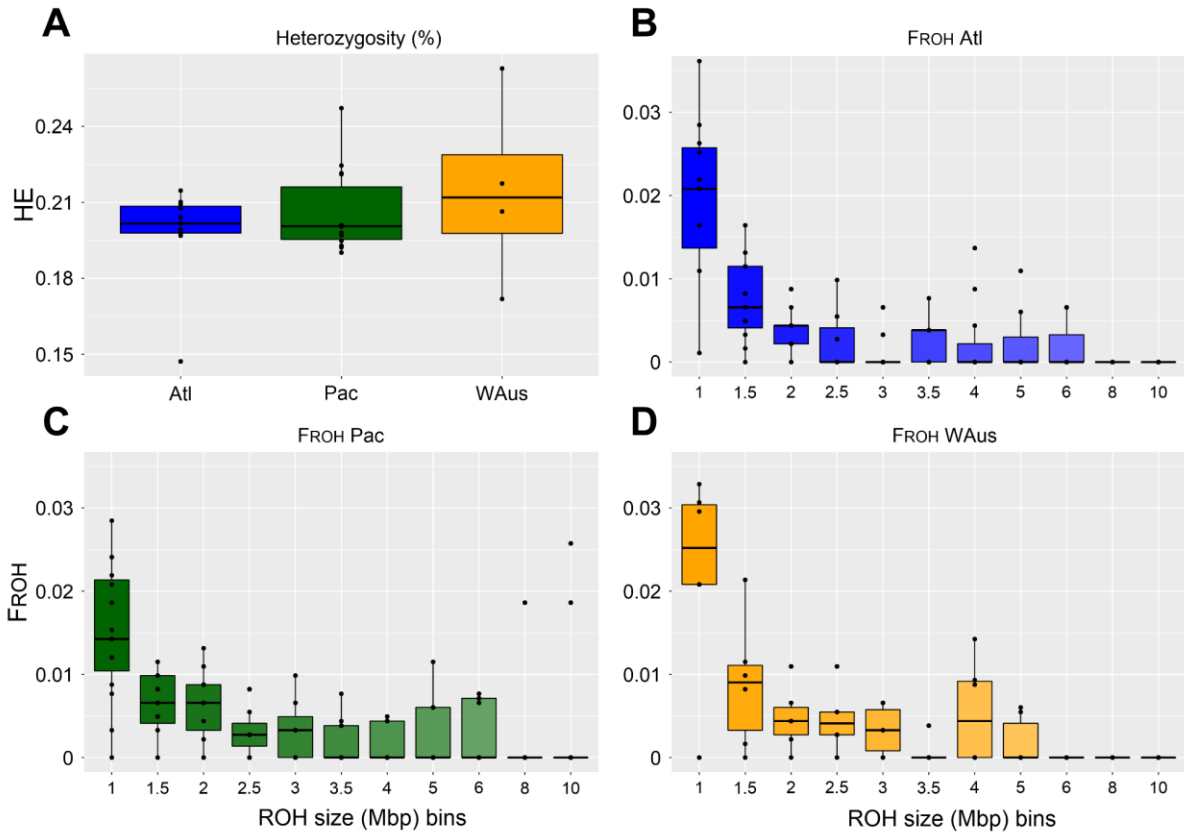 A
Heterozygosity (%)
HE
0.24
0.21
0.18
0.15
Atl Pac WAus
B
FROH Atl
0.03
0.02
0.01
0
1 1.5 2 2.5 3 3.5 4 5 6 8 10
C
FROH Pac
FROH
0.03
0.02
0.01
0
1 1.5 2 2.5 3 3.5 4 5 6 8 10
ROH size (Mbp) bins
D
FROH WAus
0.03
0.02
0.01
0
1 1.5 2 2.5 3 3.5 4 5 6 8 10
ROH size (Mbp) bins